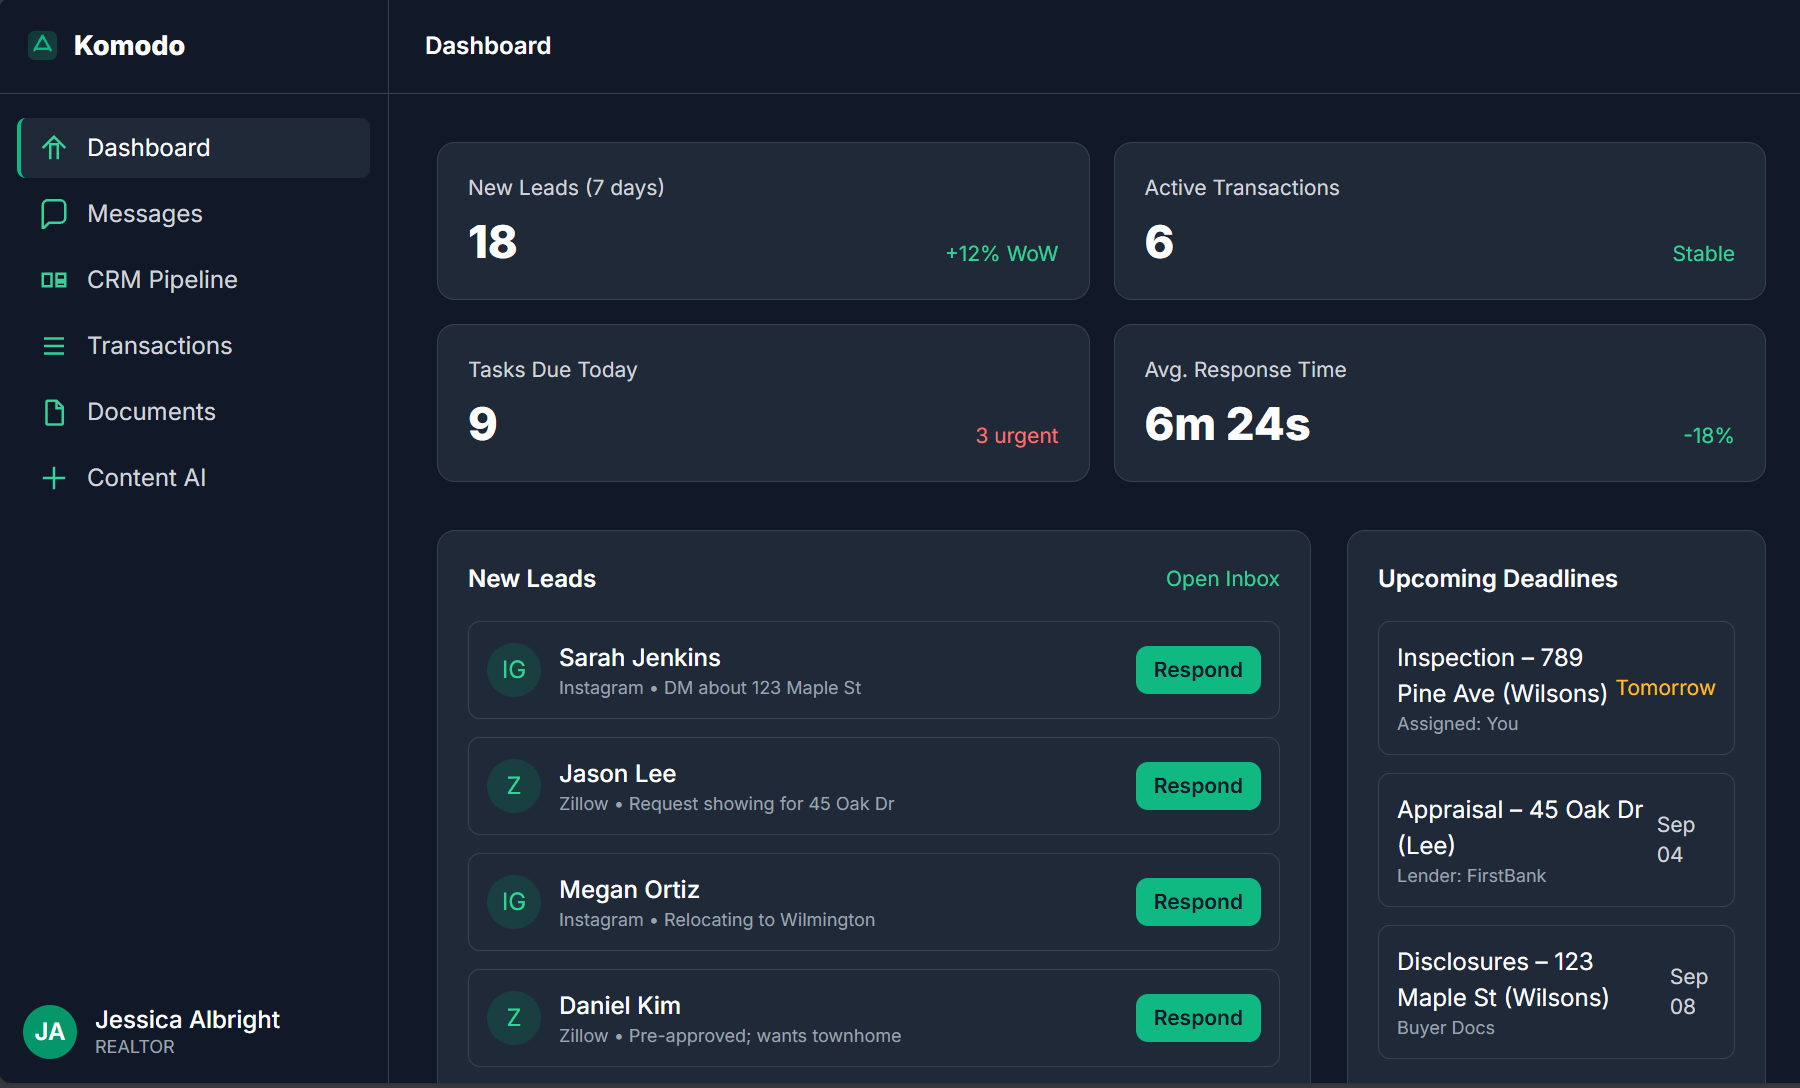 Komodo
Dashboard
Dashboard
Messages
CRM Pipeline
Transactions
Documents
Content AI
JA
Jessica Albright
REALTOR
New Leads (7 days)
18
+12% WoW
Active Transactions
6
Stable
Tasks Due Today
9
3 urgent
Avg. Response Time
6m 24s
-18%
New Leads
Open Inbox
IG
Sarah Jenkins
Instagram • DM about 123 Maple St
Respond
Z
Jason Lee
Zillow • Request showing for 45 Oak Dr
Respond
IG
Megan Ortiz
Instagram • Relocating to Wilmington
Respond
Z
Daniel Kim
Zillow • Pre-approved; wants townhome
Respond
Upcoming Deadlines
Inspection – 789
Pine Ave (Wilsons)
Assigned: You
Tomorrow
Appraisal – 45 Oak Dr
(Lee)
Lender: FirstBank
Sep
04
Disclosures – 123
Maple St (Wilsons)
Buyer Docs
Sep
08